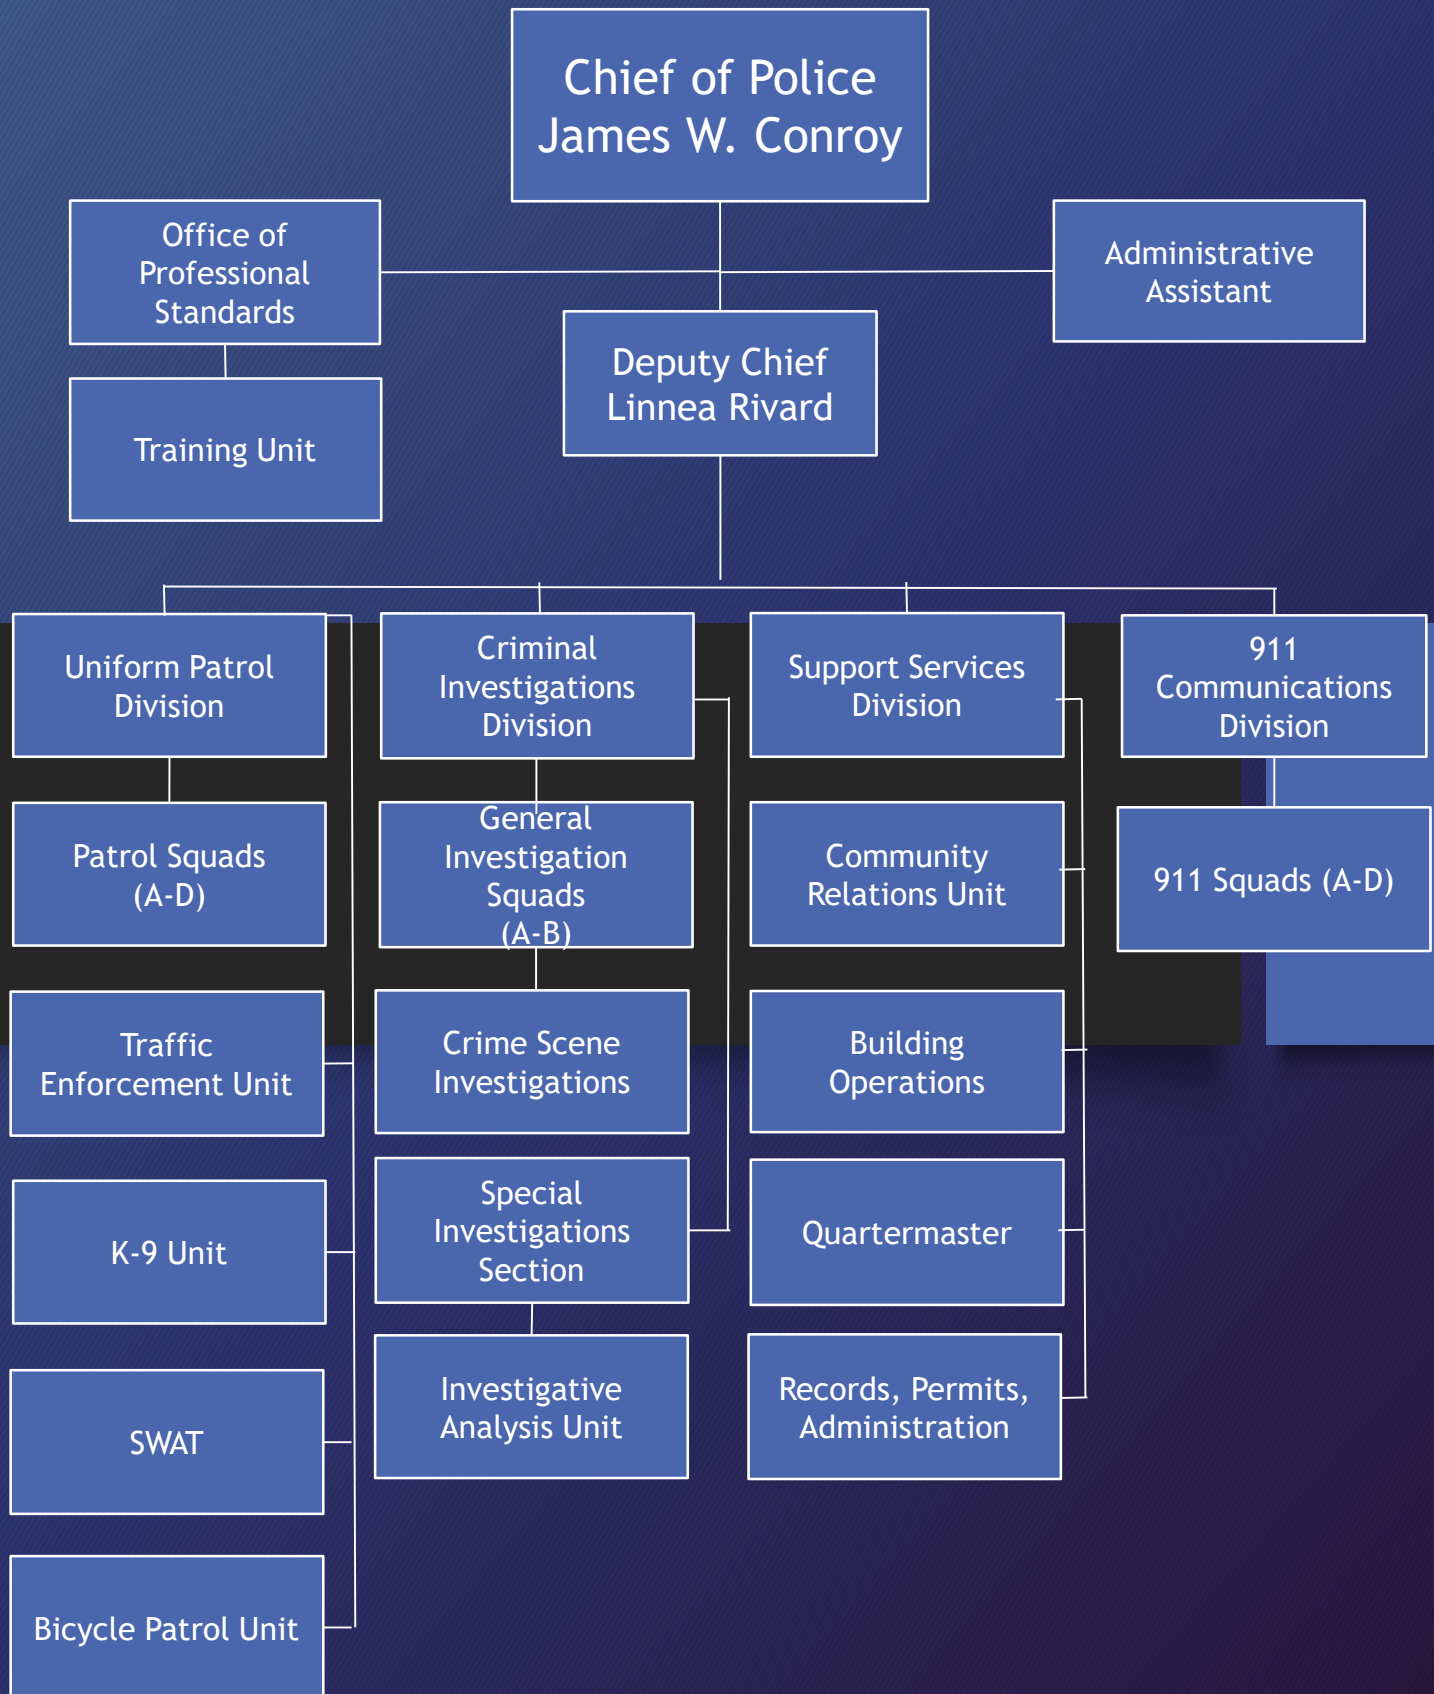 Chief of Police
James W. Conroy
Office of
Professional
Standards
Administrative
Assistant
Deputy Chief
Linnea Rivard
Training Unit
Uniform Patrol
Division
Criminal
Investigations
Division
Support Services
Division
911
Communications
Division
Patrol Squads
(A-D)
General
Investigation
Squads
(A-B)
Community
Relations Unit
911 Squads (A-D)
Traffic
Enforcement Unit
Crime Scene
Investigations
Building
Operations
K-9 Unit
Special
Investigations
Section
Quartermaster
SWAT
Investigative
Analysis Unit
Records, Permits,
Administration
Bicycle Patrol Unit